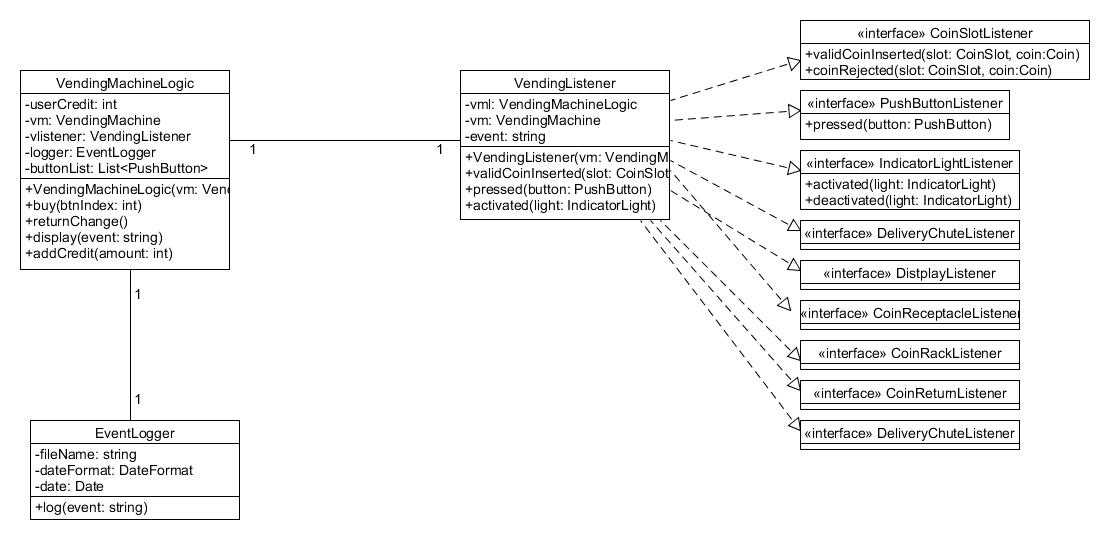 VendingMachineLogic
-userCredit: int
-vm: VendingMachine
-vlistener: VendingListener
-logger: EventLogger
-buttonList: List<PushButton>
+VendingMachineLogic(vm: Vend
+buy(btnIndex: int)
+returnChange()
+display(event: string)
+addCredit(amount: int)
1
1
1
1
EventLogger
-fileName: string
-dateFormat: DateFormat
-date: Date
+log(event: string)
VendingListener
-vml: VendingMachineLogic
-vm: VendingMachine
-event: string
+VendingListener(vm: VendingM
+validCoinInserted(slot: CoinSlot
+pressed(button: PushButton)
+activated(light: IndicatorLight)
«interface» CoinSlotListener
+validCoinInserted(slot: CoinSlot, coin:Coin)
+coinRejected(slot: CoinSlot, coin:Coin)
«interface» PushButtonListener
+pressed(button: PushButton)
«interface» IndicatorLightListener
+activated(light: IndicatorLight)
+deactivated(light: IndicatorLight)
«interface» DeliveryChuteListener
«interface» DistplayListener
«interface» CoinReceptacleListener
«interface» CoinRackListener
«interface» CoinReturnListener
«interface» DeliveryChuteListener